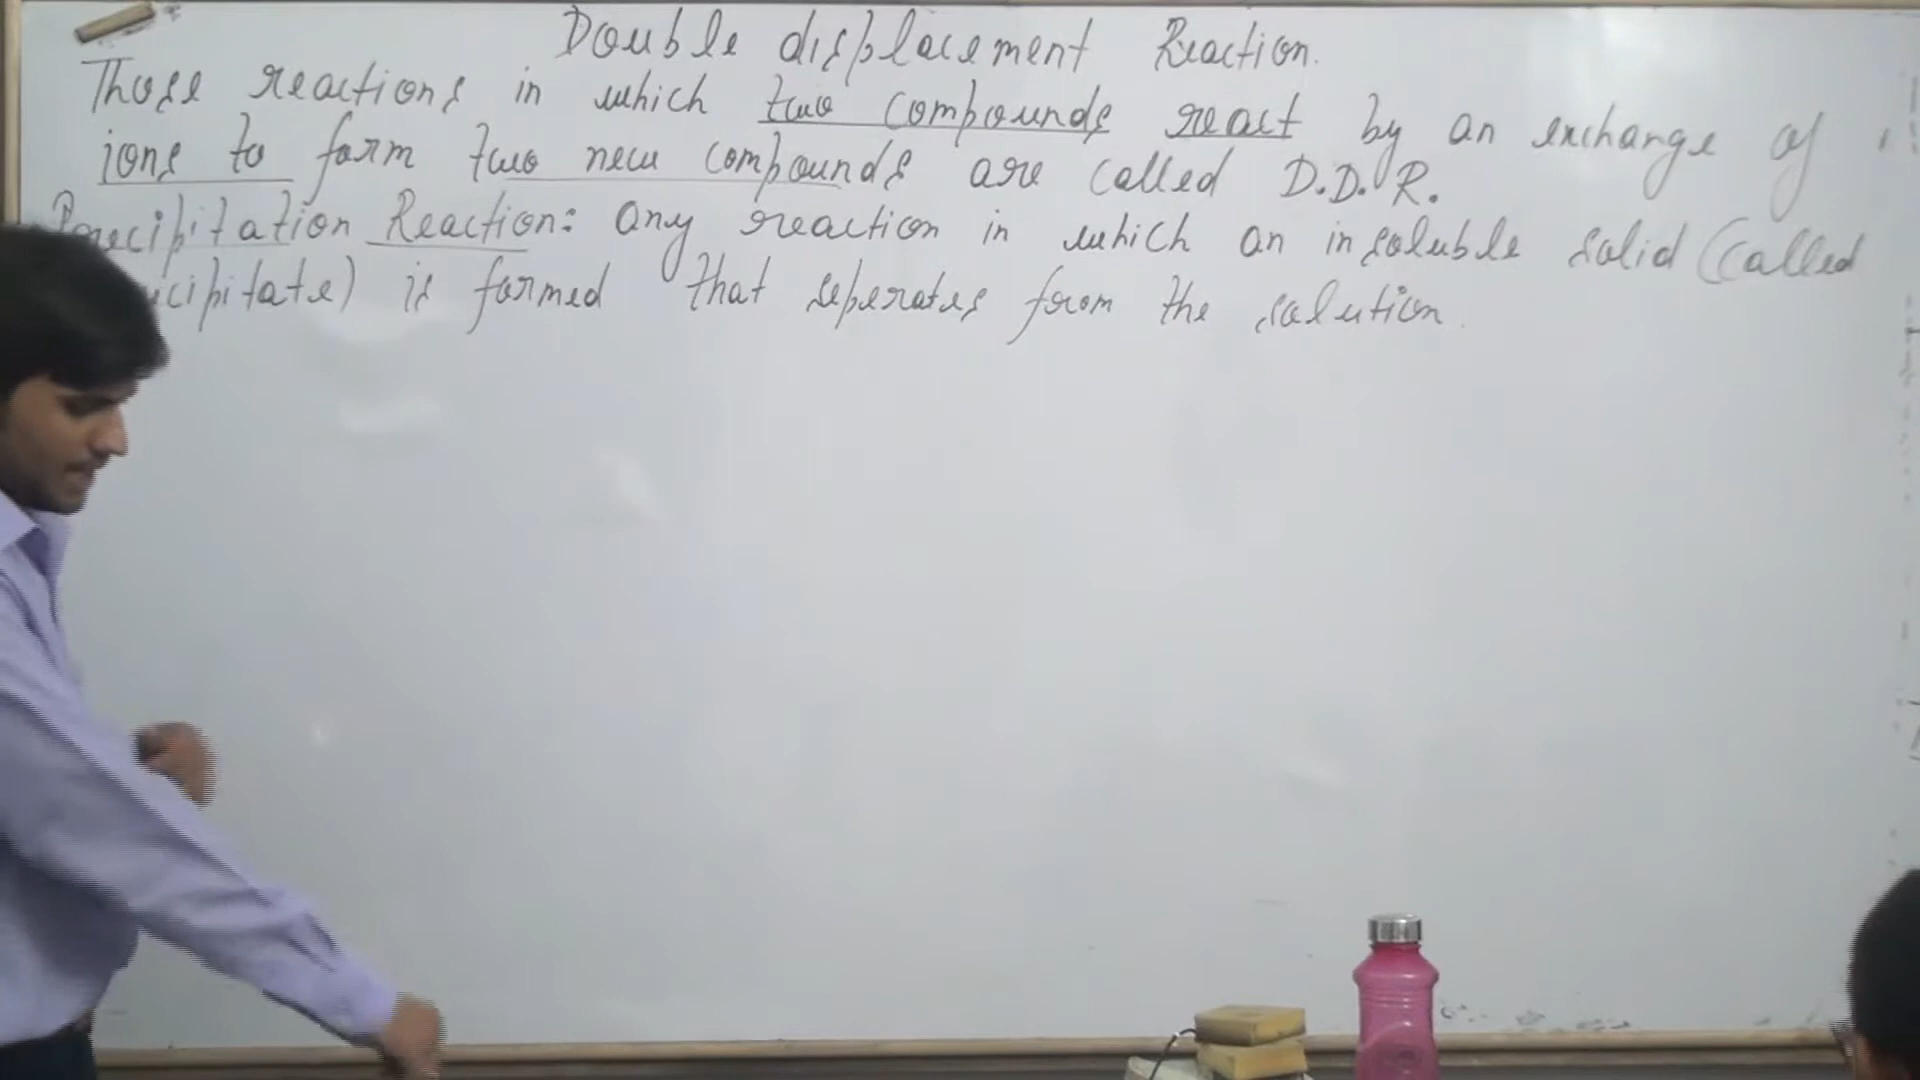 Double displacement Reaction.
Those reactions in which two compounds react by an exchange of
ions to form two new compounds are called D.D.R.
Precipitation Reaction: any reaction in which an insoluble solid (called
cipitate) is formed that seperates from the solution.